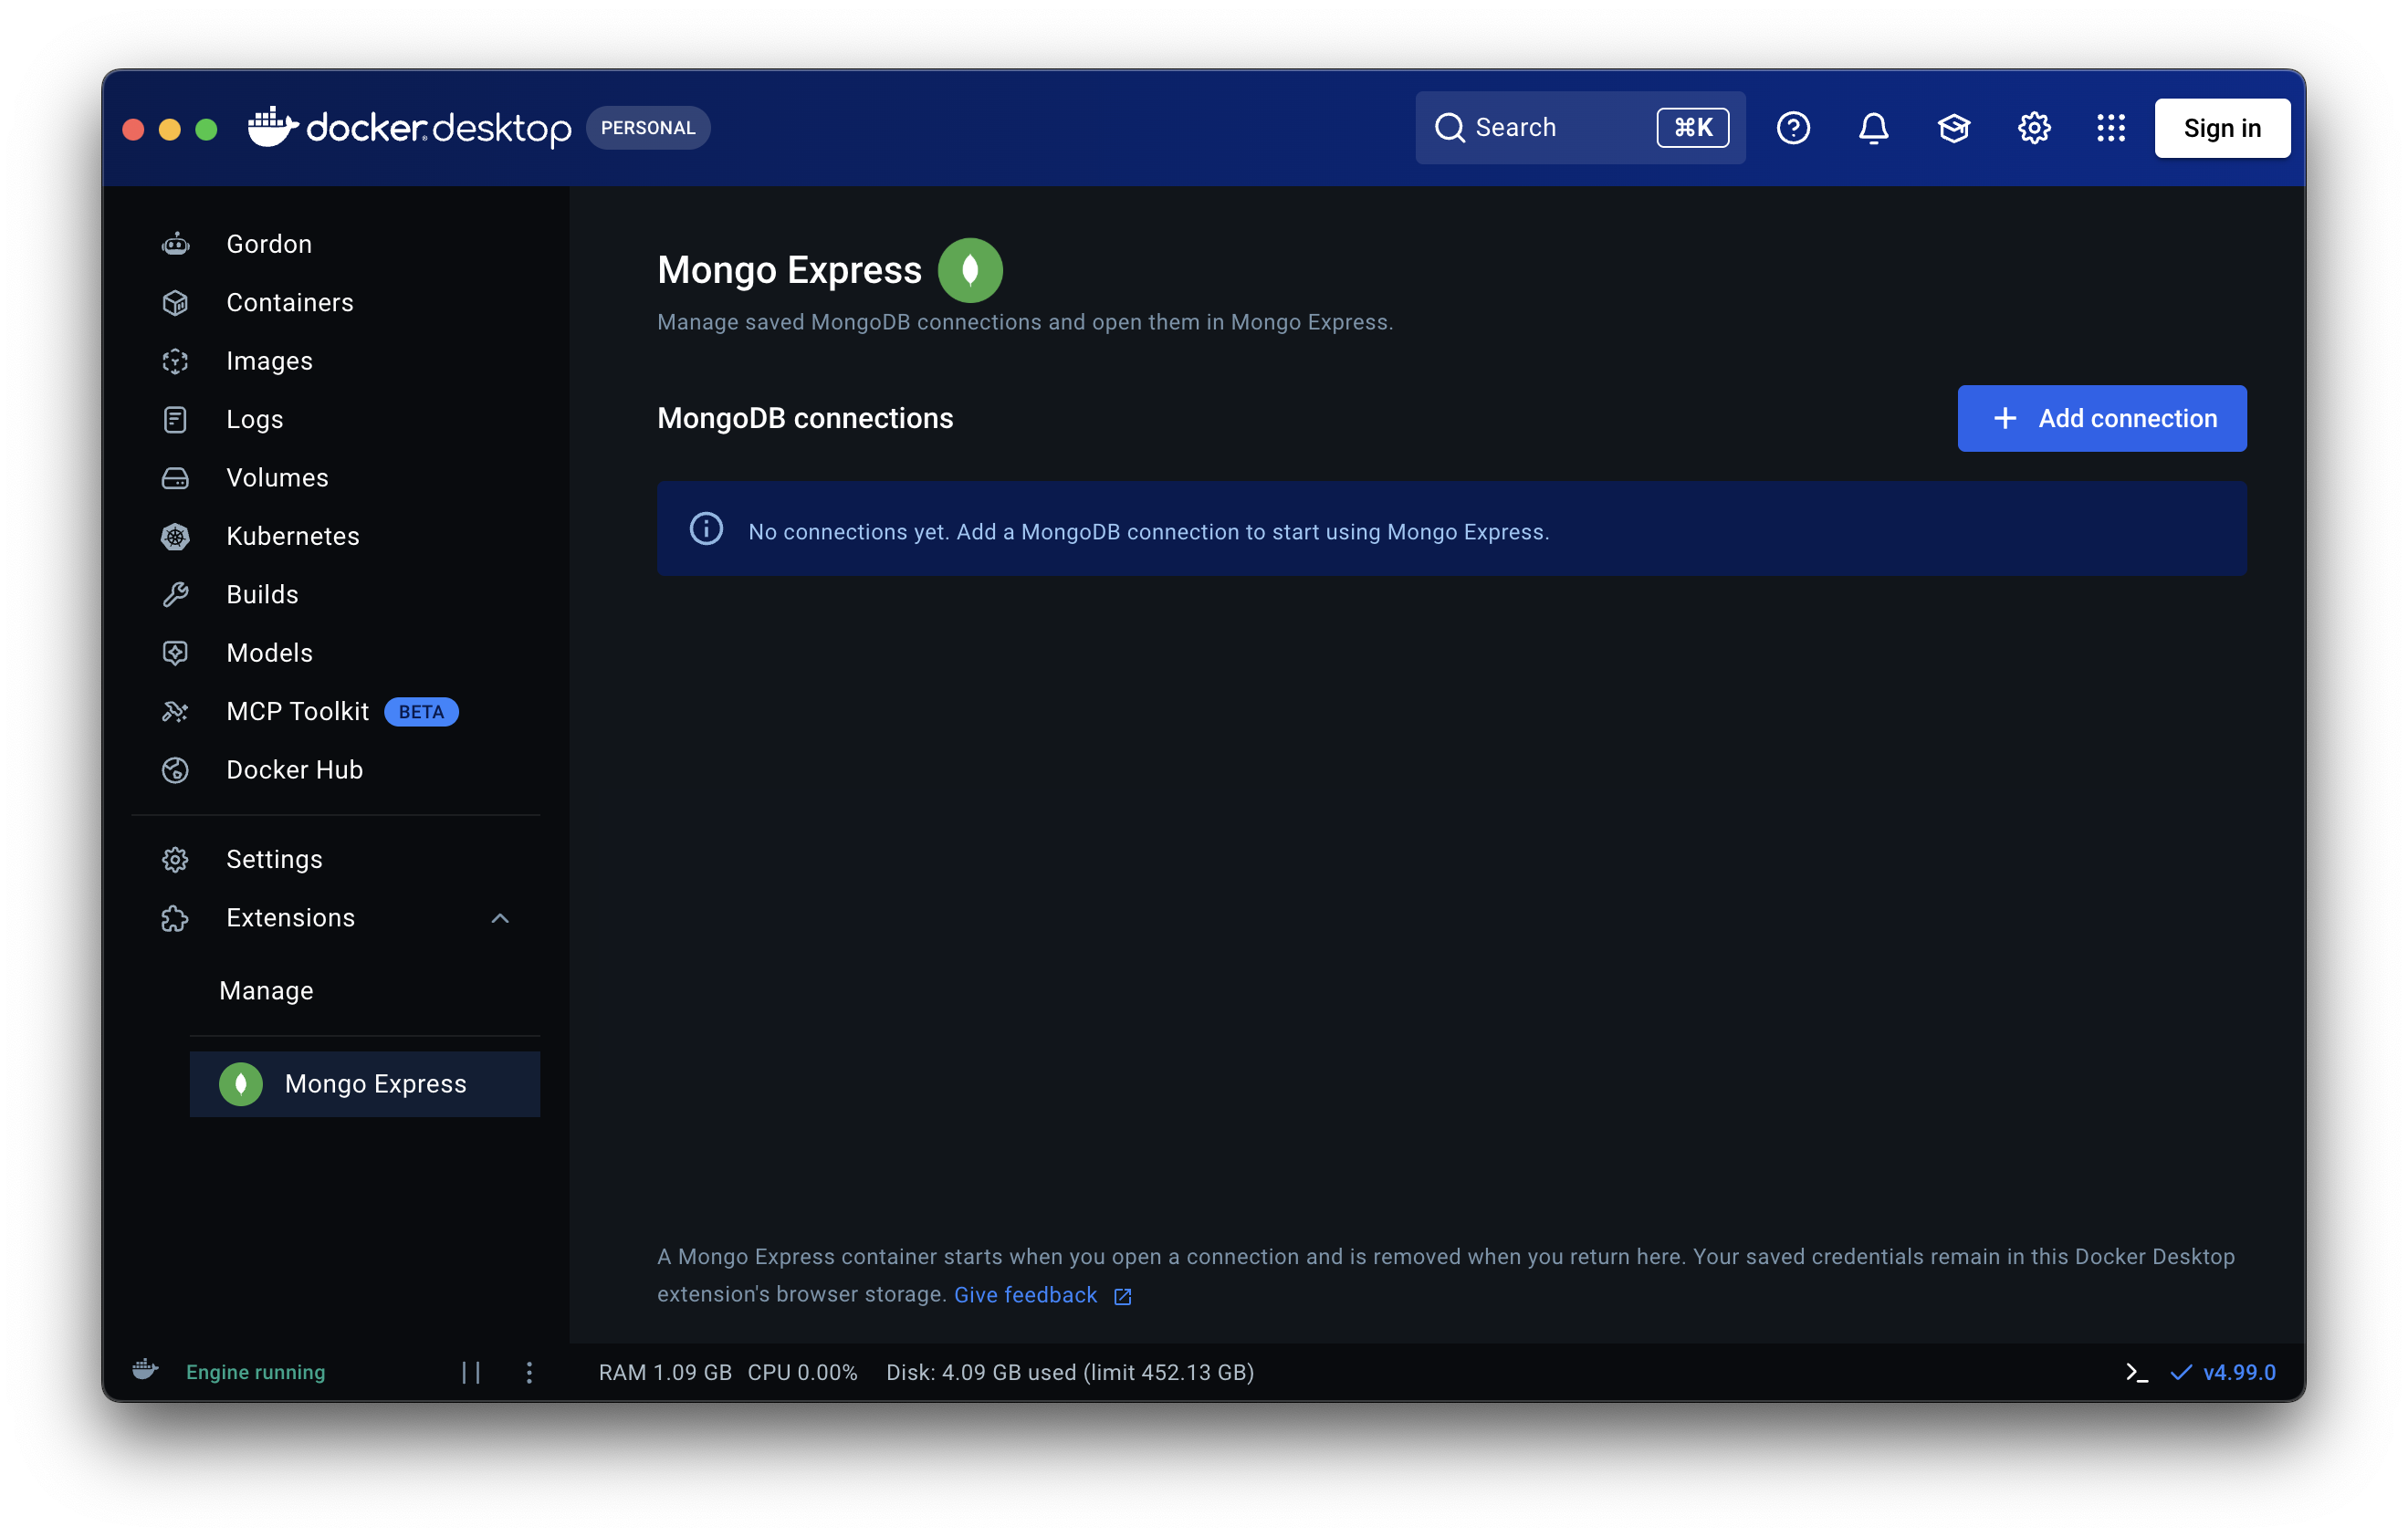 docker desktop PERSONAL
Search ⌘K
Sign in
Gordon
Containers
Images
Logs
Volumes
Kubernetes
Builds
Models
MCP Toolkit BETA
Docker Hub
Settings
Extensions
Manage
Mongo Express
Mongo Express
Manage saved MongoDB connections and open them in Mongo Express.
MongoDB connections
Add connection
No connections yet. Add a MongoDB connection to start using Mongo Express.
A Mongo Express container starts when you open a connection and is removed when you return here. Your saved credentials remain in this Docker Desktop
extension's browser storage. Give feedback
Engine running
RAM 1.09 GB CPU 0.00% Disk: 4.09 GB used (limit 452.13 GB)
v4.99.0